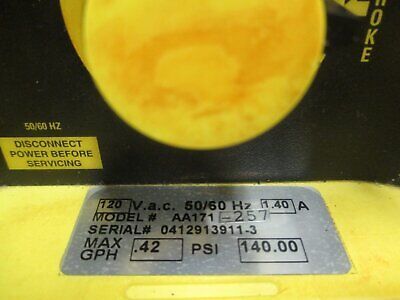 STROKE
50/60 HZ
DISCONNECT
POWER BEFORE
SERVICING
120 V.a.c. 50/60 Hz 1.40 A
MODEL # AA171-257
SERIAL# 0412913911-3
MAX GPH .42 PSI 140.00